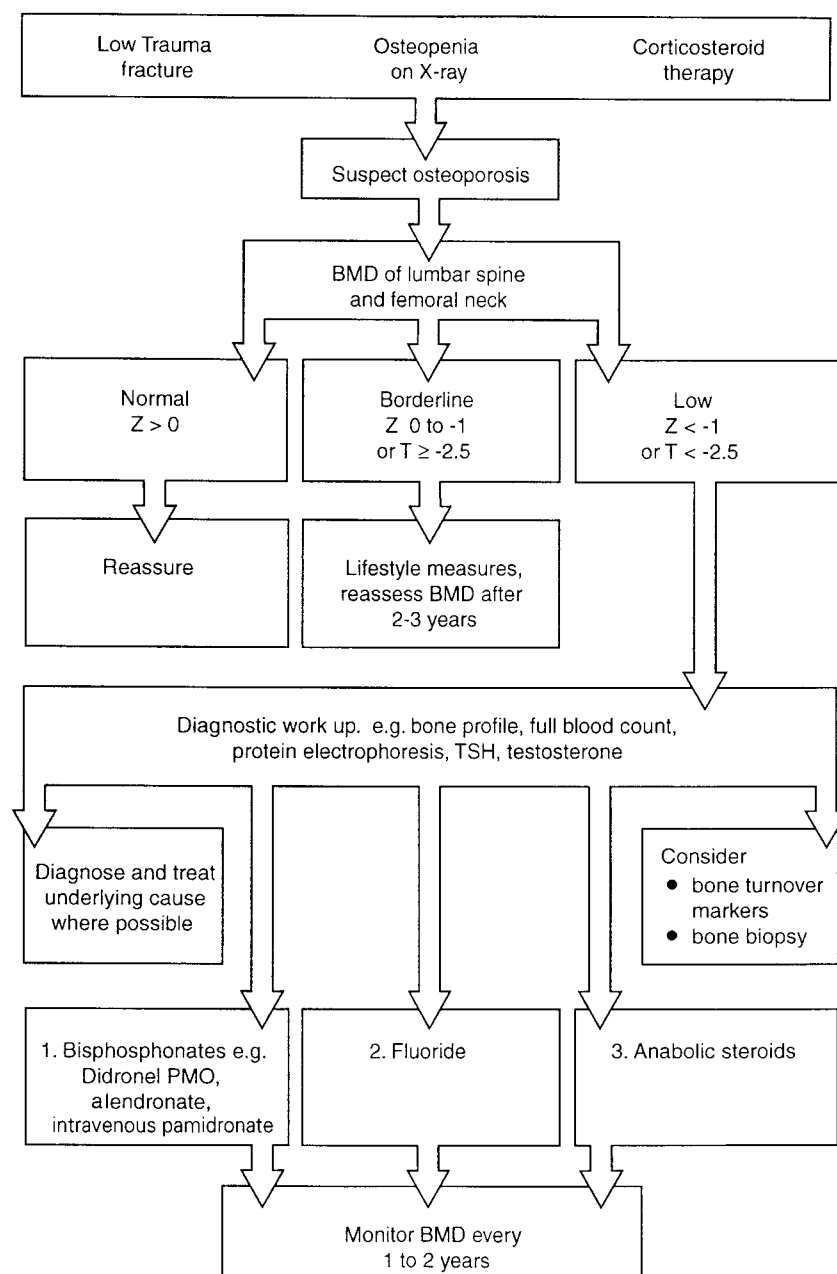 Low Trauma
fracture
Osteopenia
on X-ray
Corticosteroid
therapy
Suspect osteoporosis
BMD of lumbar spine
and femoral neck
Normal
Z > 0
Borderline
Z 0 to -1
or T ≥ -2.5
Low
Z < -1
or T < -2.5
Reassure
Lifestyle measures,
reassess BMD after
2-3 years
Diagnostic work up. e.g. bone profile, full blood count,
protein electrophoresis, TSH, testosterone
Diagnose and treat
underlying cause
where possible
Consider
● bone turnover
markers
● bone biopsy
1. Bisphosphonates e.g.
Didronel PMO,
alendronate,
intravenous pamidronate
2. Fluoride
3. Anabolic steroids
Monitor BMD every
1 to 2 years